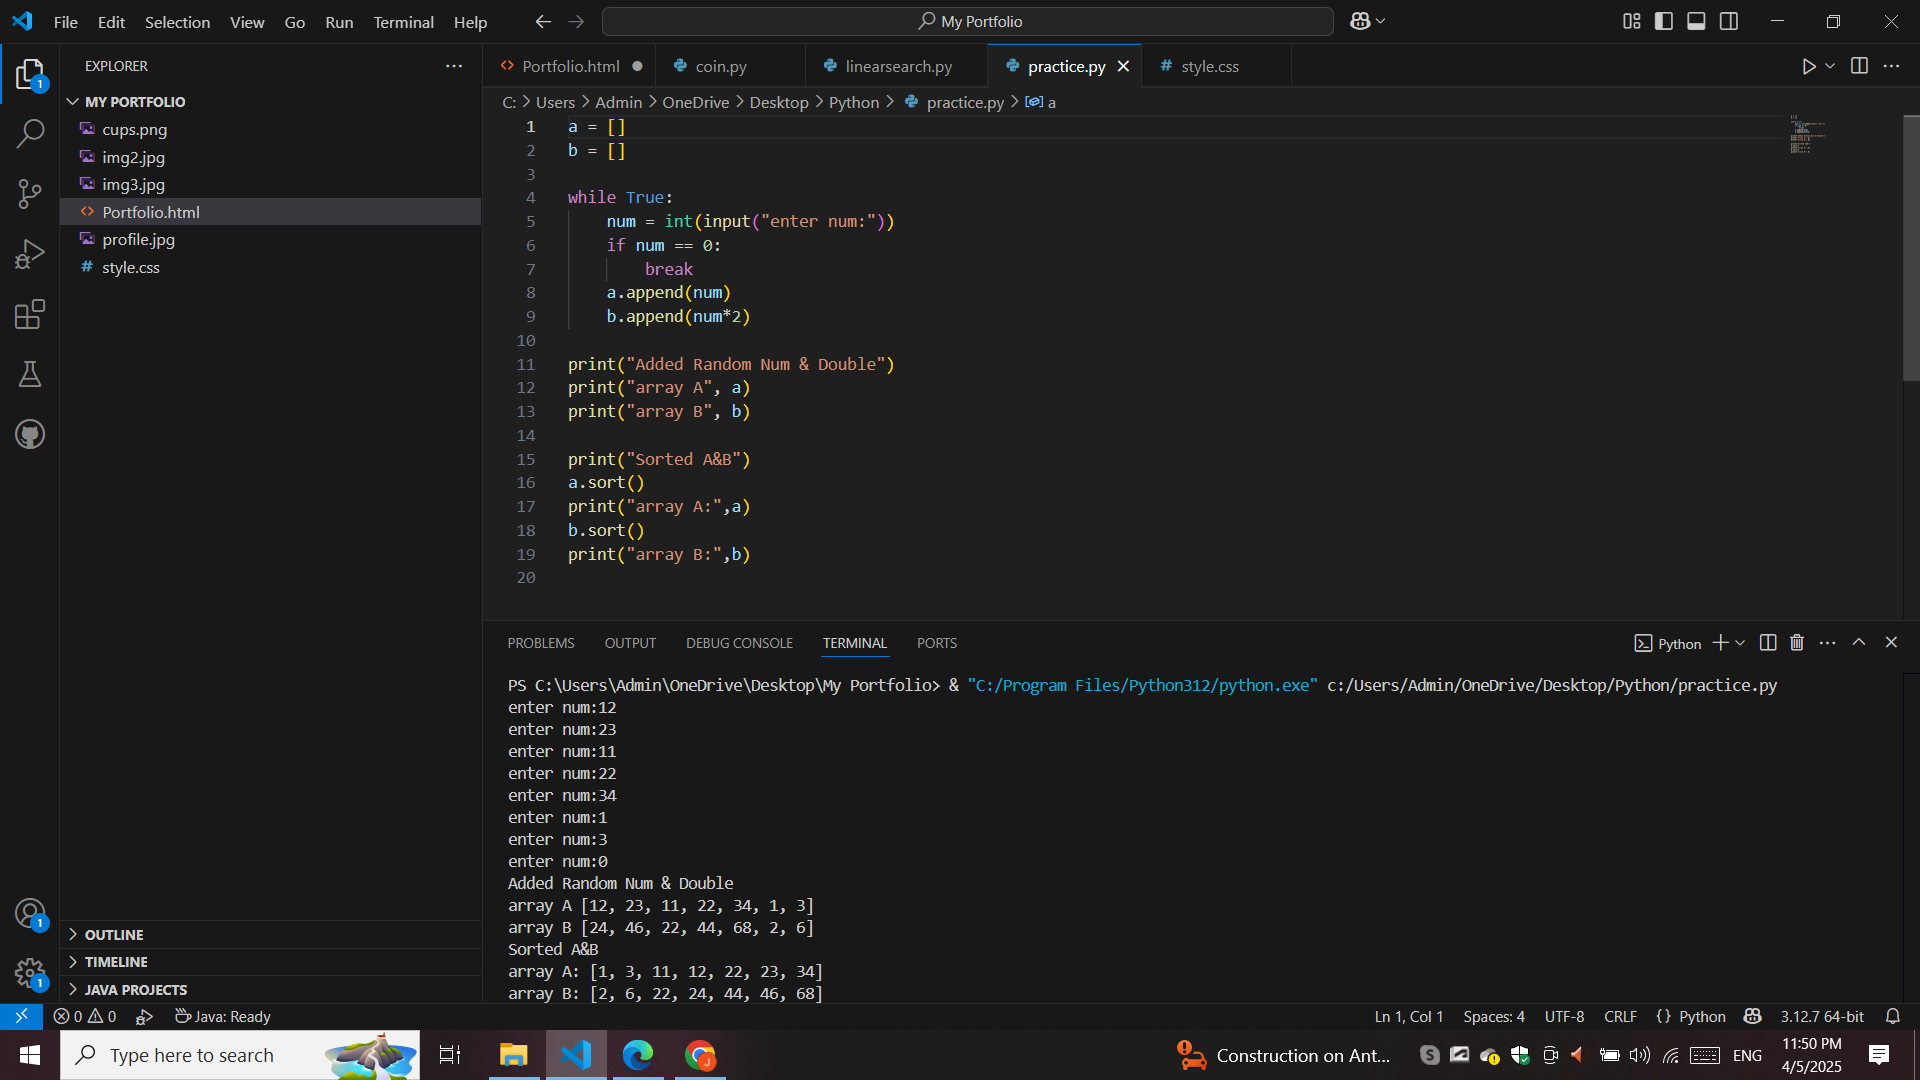 File Edit Selection View Go Run Terminal Help
My Portfolio
EXPLORER
MY PORTFOLIO
cups.png
img2.jpg
img3.jpg
Portfolio.html
profile.jpg
style.css
OUTLINE
TIMELINE
JAVA PROJECTS
1
1
1
Portfolio.html coin.py linearsearch.py practice.py style.css
C: > Users > Admin > OneDrive > Desktop > Python > practice.py > a
1 a = []
2 b = []
3
4 while True:
5     num = int(input("enter num:"))
6     if num == 0:
7         break
8     a.append(num)
9     b.append(num*2)
10
11 print("Added Random Num & Double")
12 print("array A", a)
13 print("array B", b)
14
15 print("Sorted A&B")
16 a.sort()
17 print("array A:",a)
18 b.sort()
19 print("array B:",b)
20
PROBLEMS OUTPUT DEBUG CONSOLE TERMINAL PORTS
Python
PS C:\Users\Admin\OneDrive\Desktop\My Portfolio> & "C:/Program Files/Python312/python.exe" c:/Users/Admin/OneDrive/Desktop/Python/practice.py
enter num:12
enter num:23
enter num:11
enter num:22
enter num:34
enter num:1
enter num:3
enter num:0
Added Random Num & Double
array A [12, 23, 11, 22, 34, 1, 3]
array B [24, 46, 22, 44, 68, 2, 6]
Sorted A&B
array A: [1, 3, 11, 12, 22, 23, 34]
array B: [2, 6, 22, 24, 44, 46, 68]
0 0 Java: Ready
Ln 1, Col 1 Spaces: 4 UTF-8 CRLF {} Python 3.12.7 64-bit
Type here to search
Construction on Ant...
ENG
11:50 PM
4/5/2025